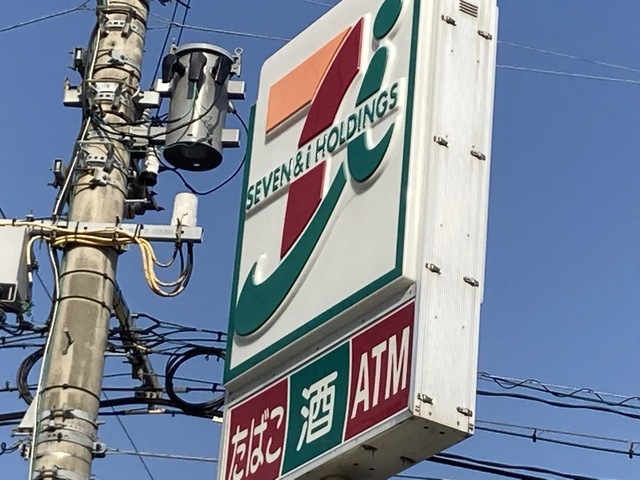 SEVEN & i HOLDINGS
たばこ 酒 ATM